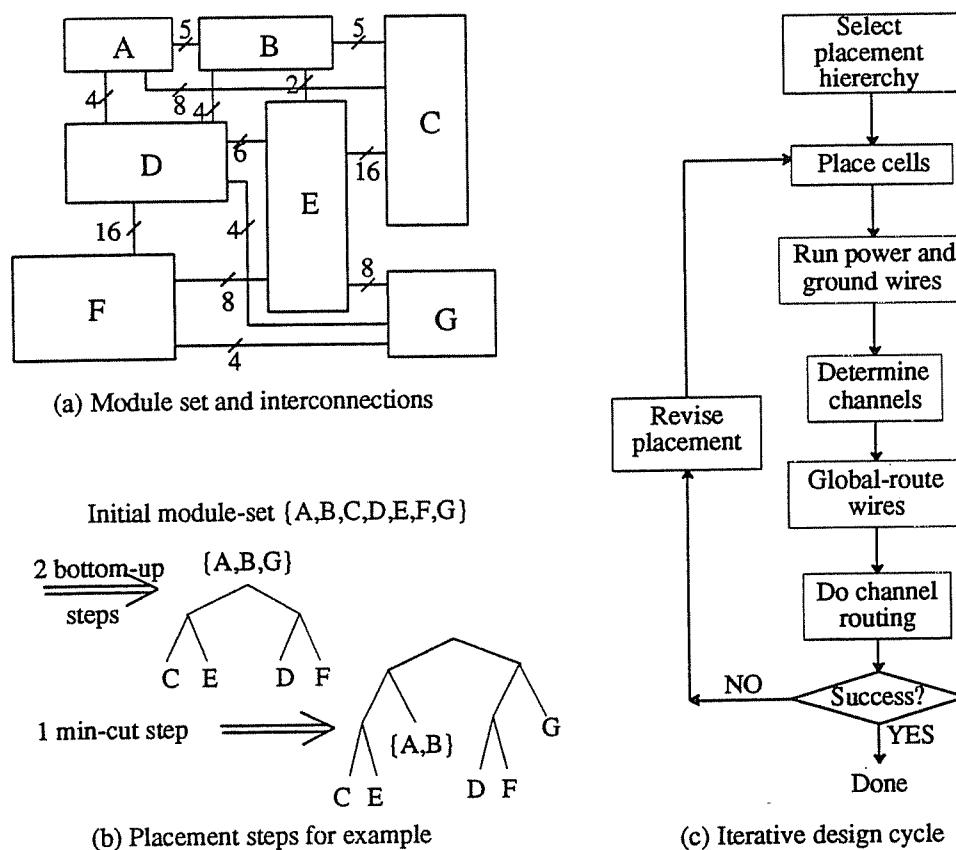 A
5
B
5
C
4
8
4
2
D
6
E
16
16
4
F
8
8
G
4
(a) Module set and interconnections
Initial module-set {A,B,C,D,E,F,G}
2 bottom-up
steps
{A,B,G}
C E D F
1 min-cut step
{A,B}
G
C E D F
(b) Placement steps for example
Select
placement
hiererchy
Place cells
Run power and
ground wires
Determine
channels
Revise
placement
Global-route
wires
Do channel
routing
NO
Success?
YES
Done
(c) Iterative design cycle